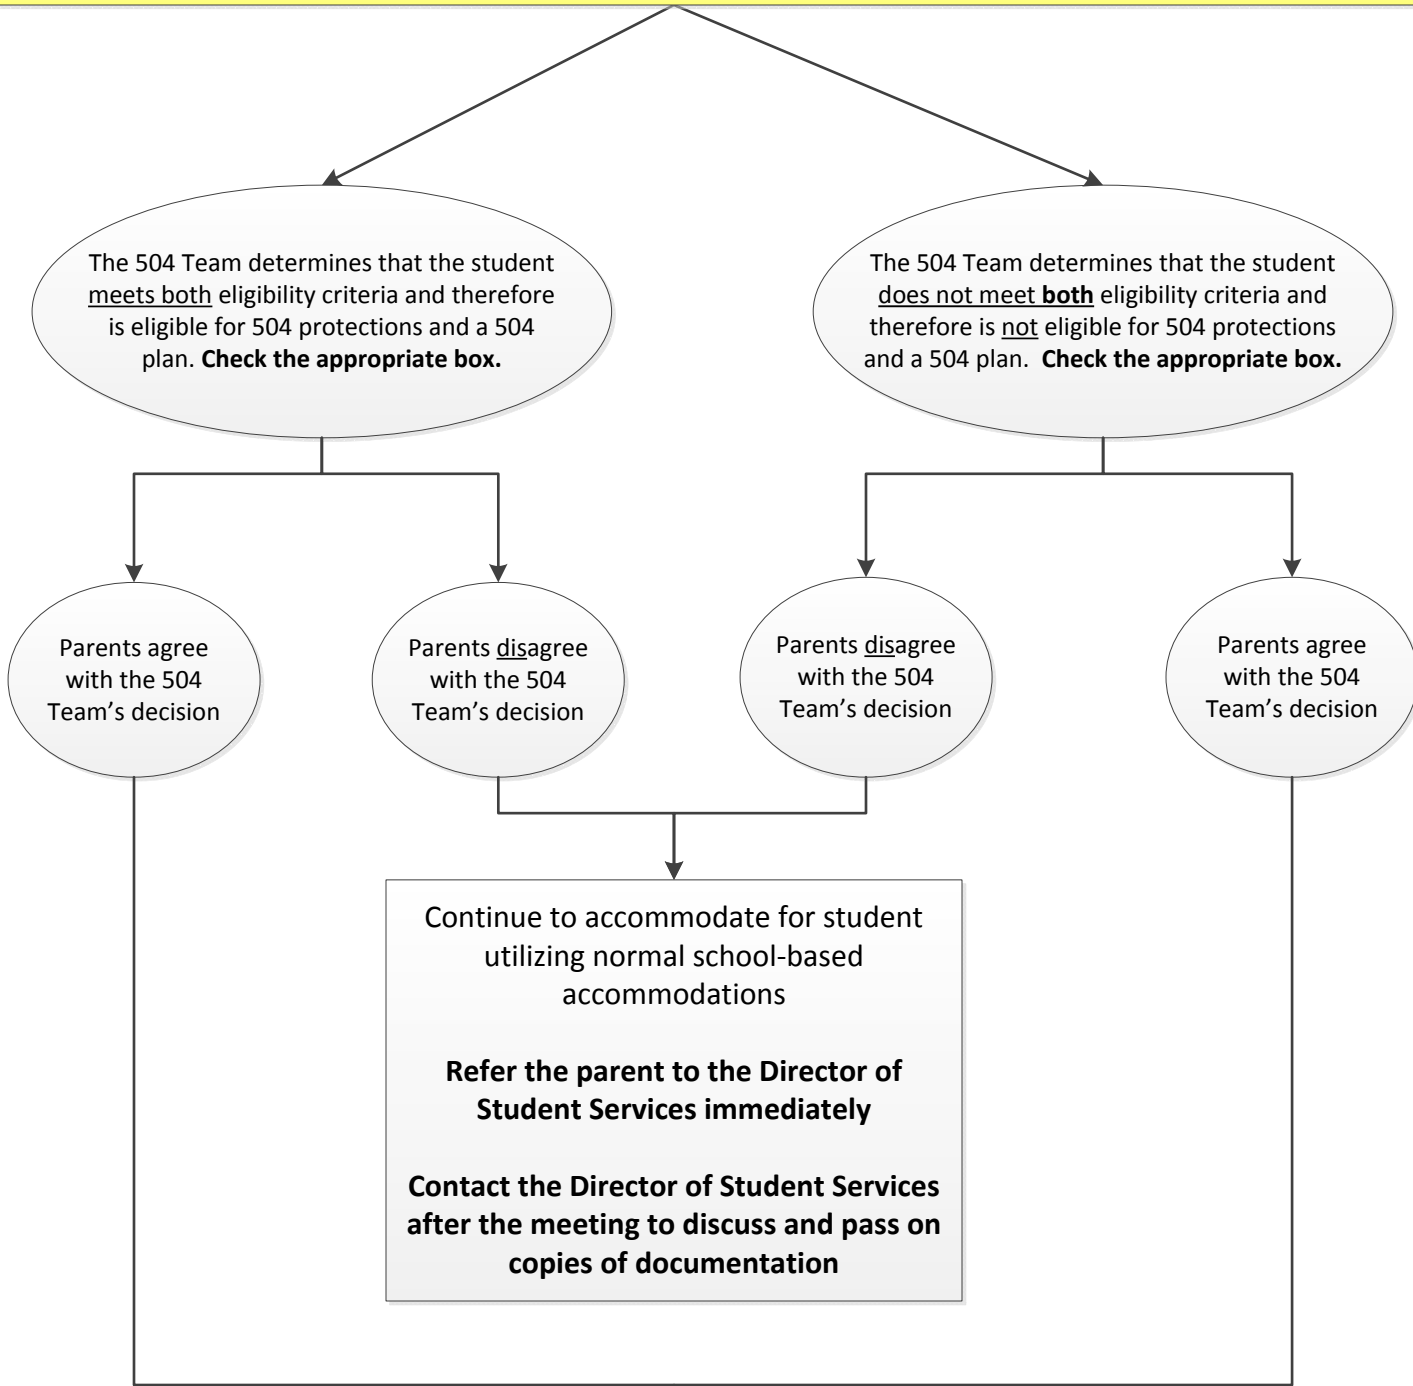 The 504 Team determines that the student
meets both eligibility criteria and therefore
is eligible for 504 protections and a 504
plan. Check the appropriate box.
The 504 Team determines that the student
does not meet both eligibility criteria and
therefore is not eligible for 504 protections
and a 504 plan.  Check the appropriate box.
Parents agree
with the 504
Team’s decision
Parents disagree
with the 504
Team’s decision
Parents disagree
with the 504
Team’s decision
Parents agree
with the 504
Team’s decision
Continue to accommodate for student
utilizing normal school-based
accommodations
Refer the parent to the Director of
Student Services immediately
Contact the Director of Student Services
after the meeting to discuss and pass on
copies of documentation